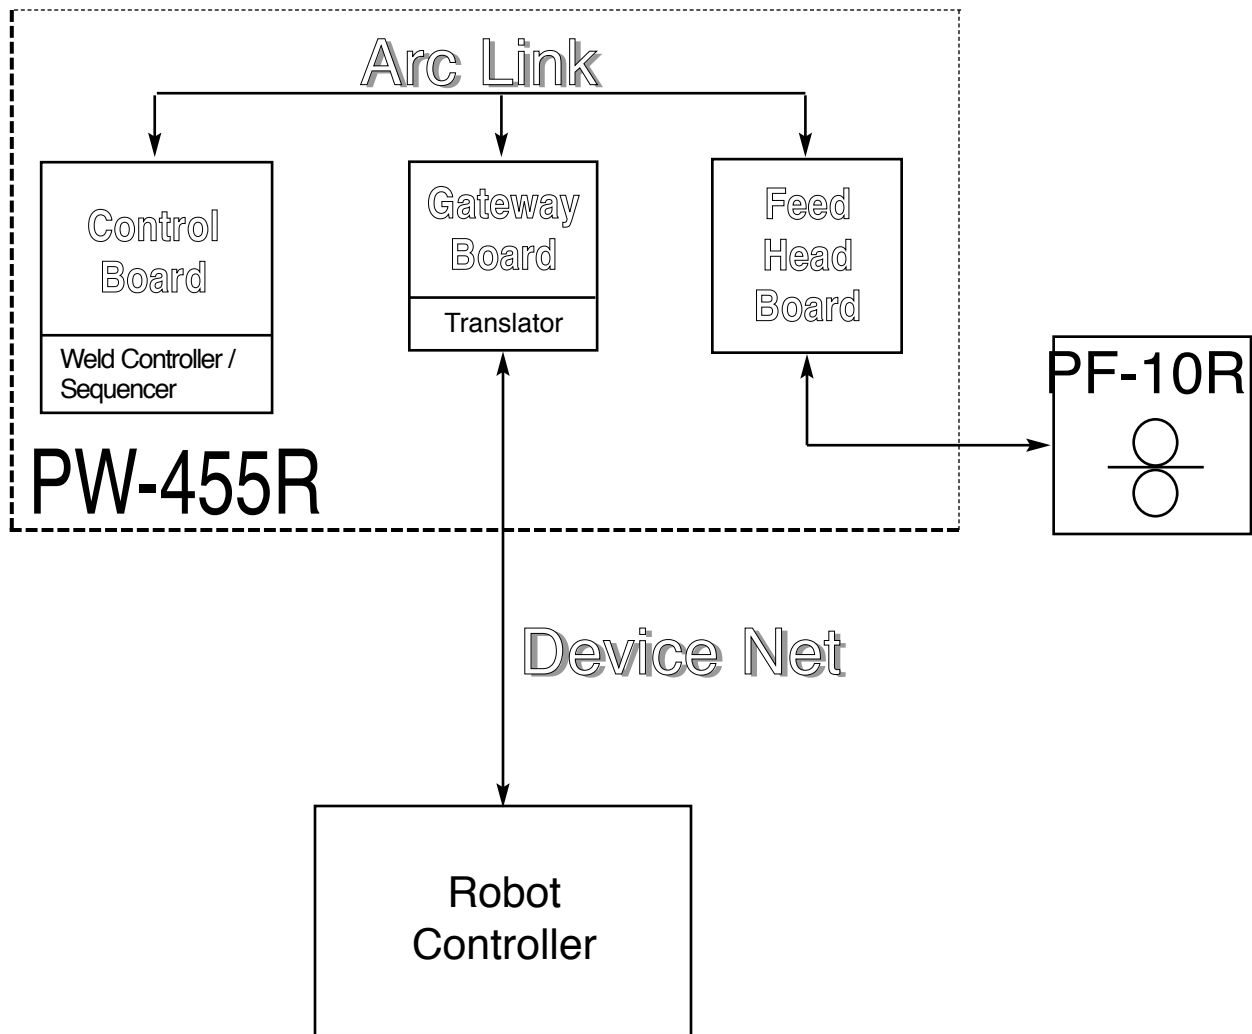 Arc Link
Control
Board
Weld Controller /
Sequencer
Gateway
Board
Translator
Feed
Head
Board
PF-10R
PW-455R
Device Net
Robot
Controller